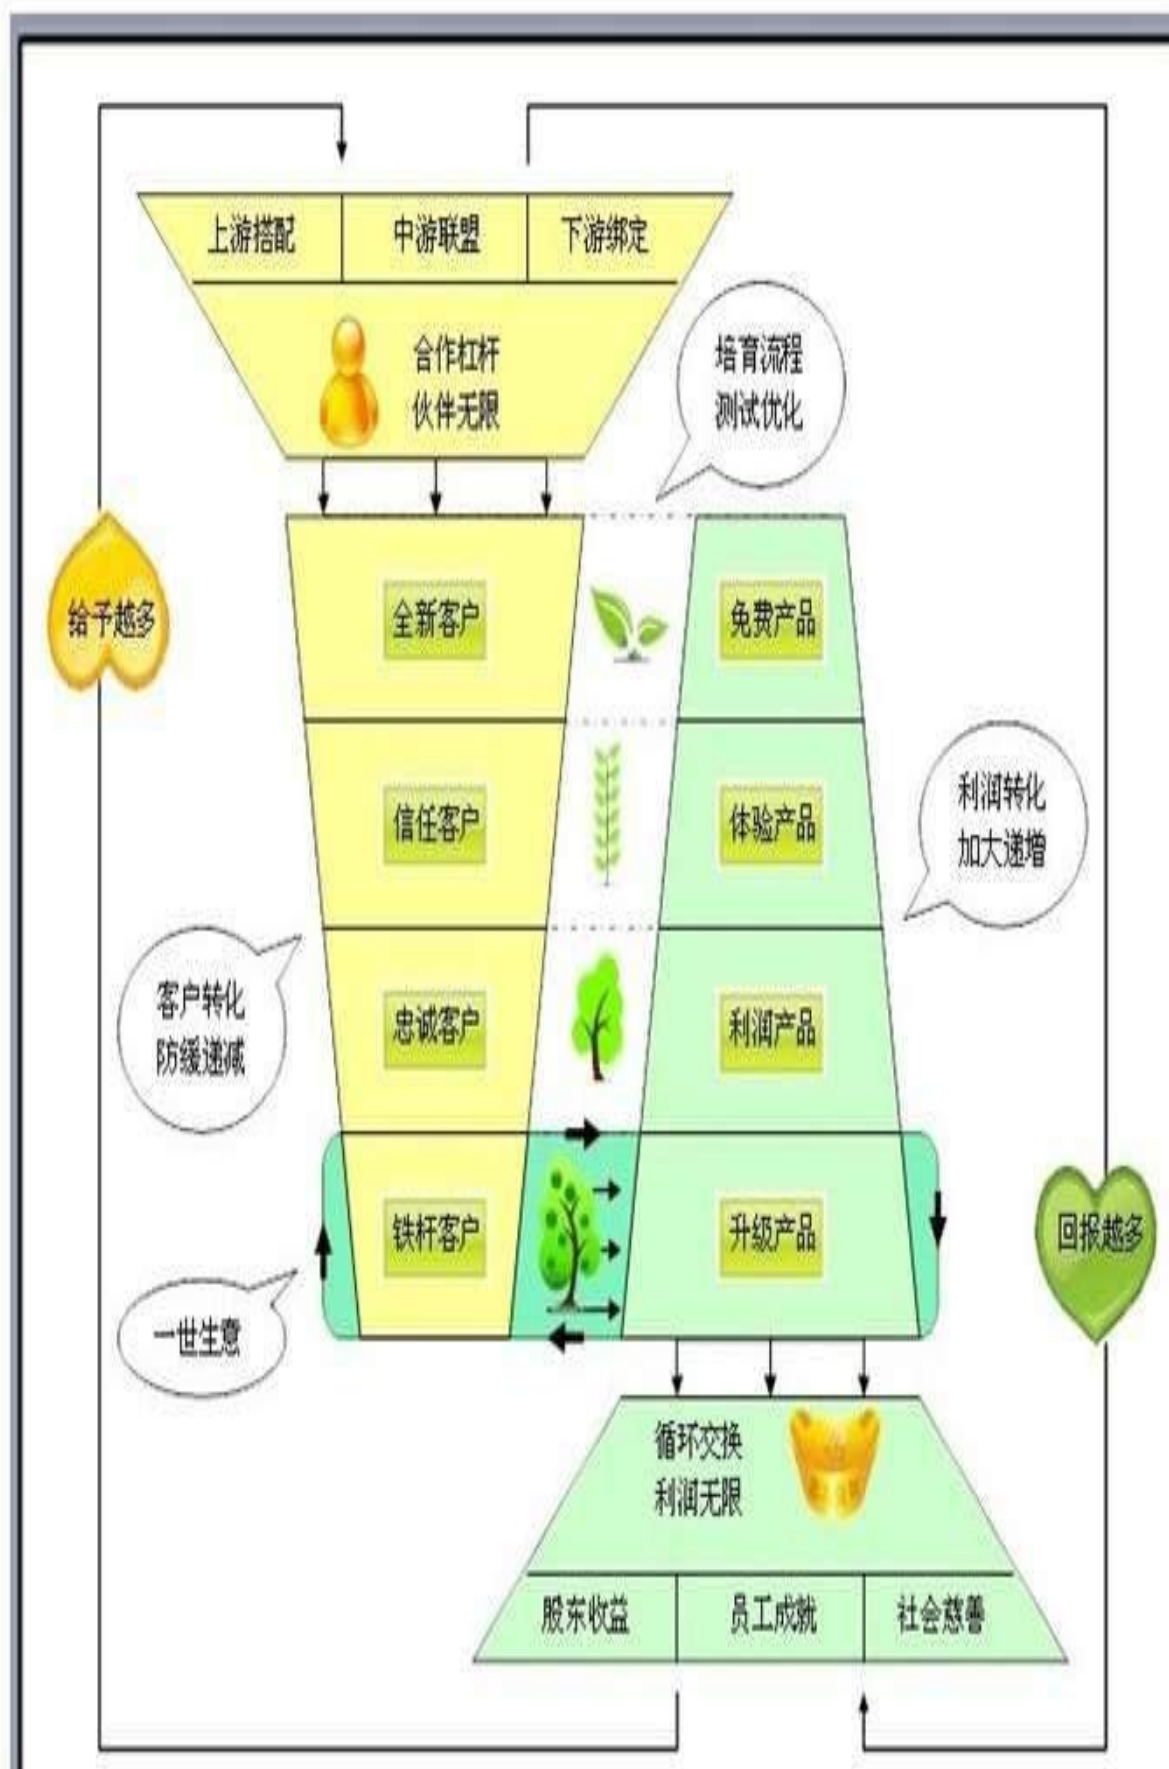 上游搭配
中游联盟
下游绑定
合作杠杆
伙伴无限
培育流程
测试优化
给予越多
全新客户
免费产品
信任客户
体验产品
利润转化
加大递增
客户转化
防缓递减
忠诚客户
利润产品
铁杆客户
升级产品
回报越多
一世生意
循环交换
利润无限
股东收益
员工成就
社会慈善